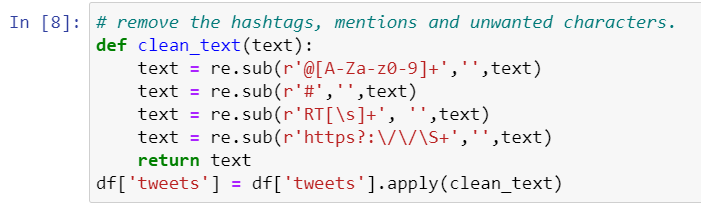 In [8]: # remove the hashtags, mentions and unwanted characters.
def clean_text(text):
    text = re.sub(r'@[A-Za-z0-9]+','',text)
    text = re.sub(r'#','',text)
    text = re.sub(r'RT[\s]+', '',text)
    text = re.sub(r'https?:\/\/\S+','',text)
    return text
df['tweets'] = df['tweets'].apply(clean_text)